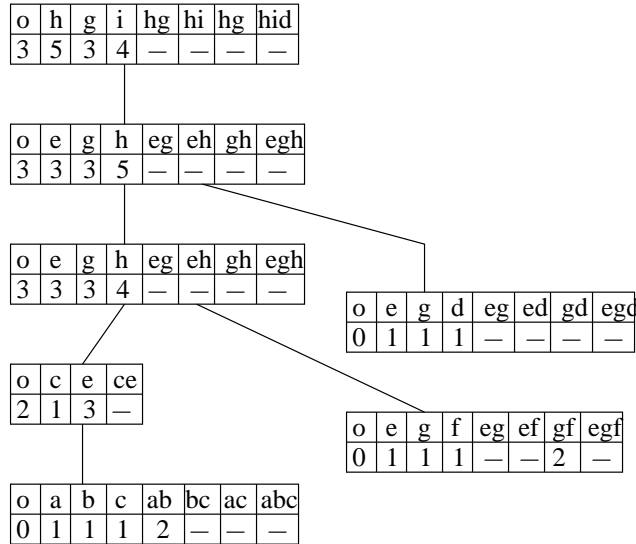 o h g i hg hi hg hid
3 5 3 4 — — — —
o e g h eg eh gh egh
3 3 3 5 — — — —
o e g h eg eh gh egh
3 3 3 4 — — — —
o e g d eg ed gd egd
0 1 1 1 — — — —
o c e ce
2 1 3 —
o e g f eg ef gf egf
0 1 1 1 — — 2 —
o a b c ab bc ac abc
0 1 1 1 2 — — —